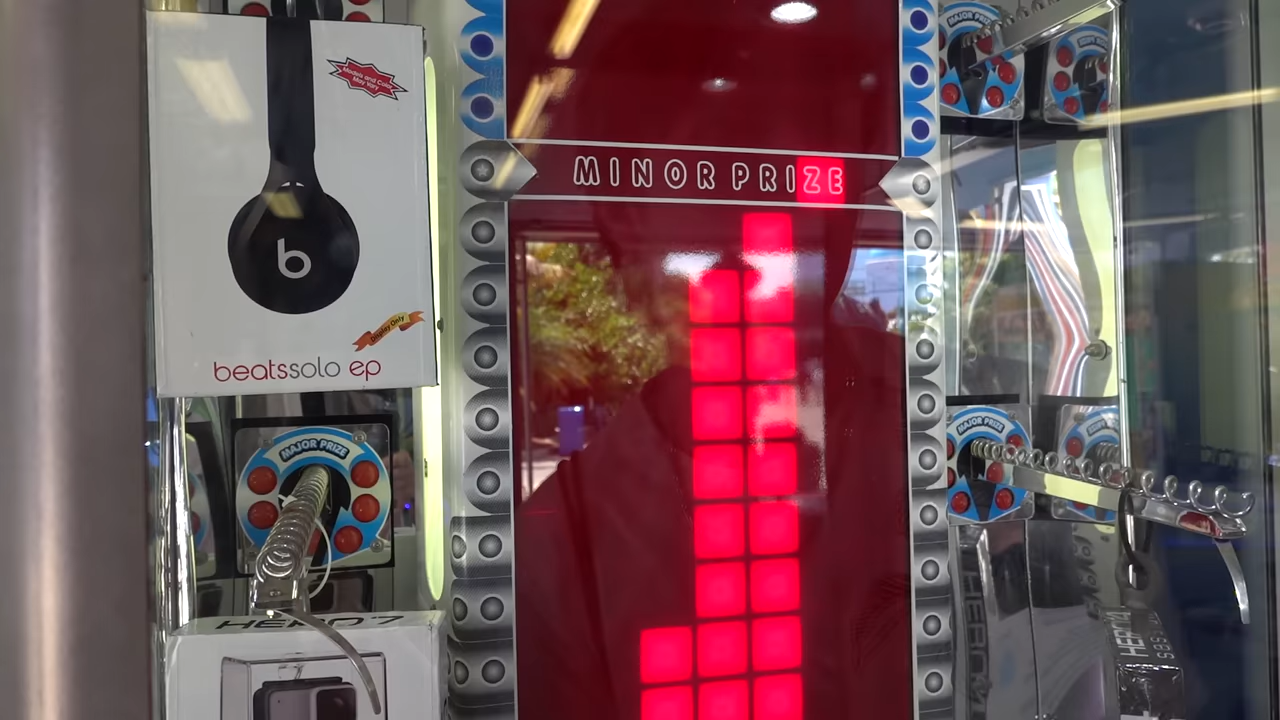 Models and Colors
May Vary
b
Display Only
beatssolo ep
MAJOR PRIZE
HERO7
MINOR PRIZE
MAJOR PRIZE
MAJOR PRIZE